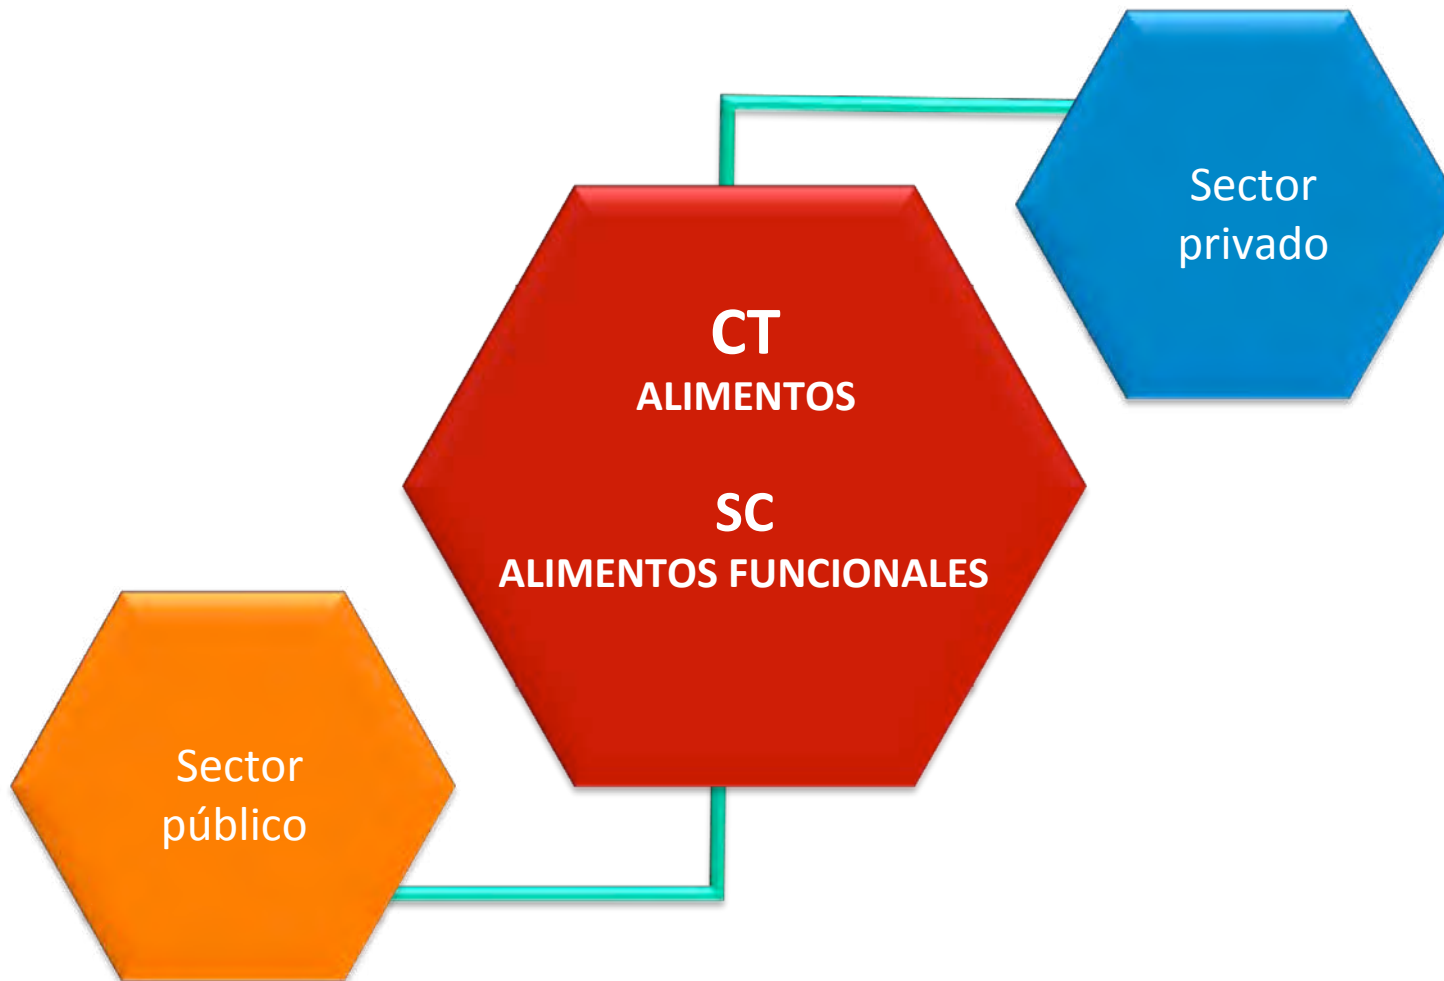 Sector
privado
CT
ALIMENTOS
SC
ALIMENTOS FUNCIONALES
Sector
público